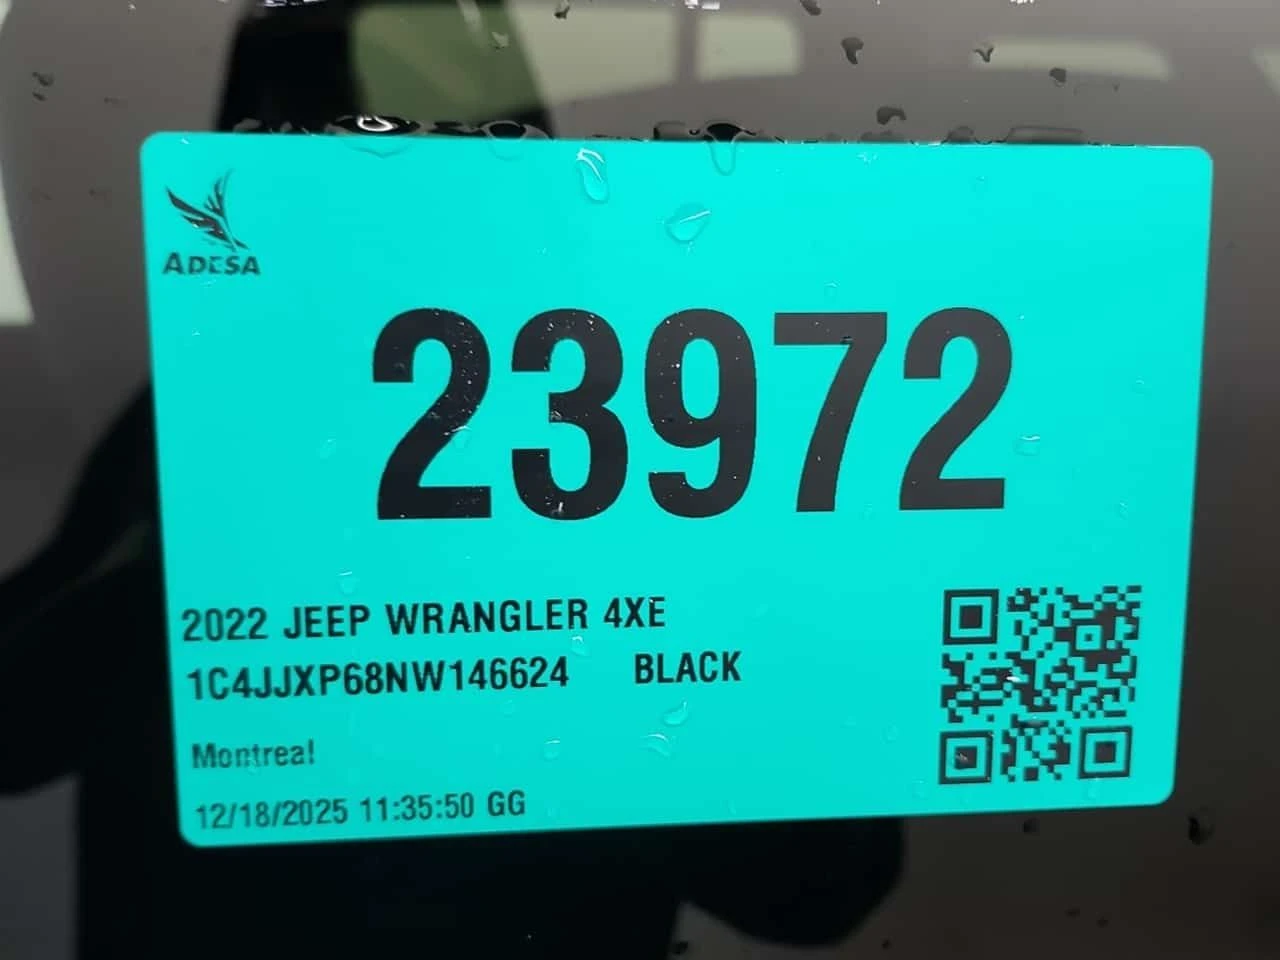 ADESA
23972
2022 JEEP WRANGLER 4XE
1C4JJXP68NW146624 BLACK
Montreal
12/18/2025 11:35:50 GG